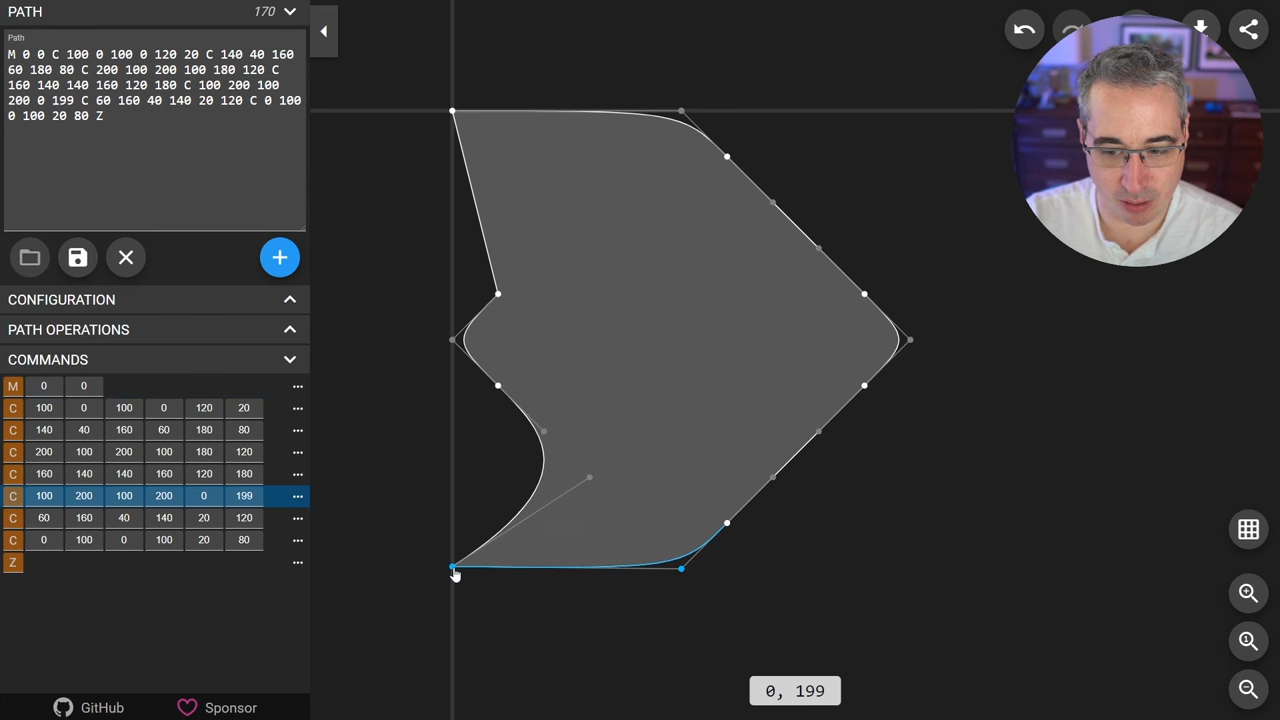 PATH 170
Path
M 0 0 C 100 0 100 0 120 20 C 140 40 160
60 180 80 C 200 100 200 100 180 120 C
160 140 140 160 120 180 C 100 200 100
200 0 199 C 60 160 40 140 20 120 C 0 100
0 100 20 80 Z
CONFIGURATION
PATH OPERATIONS
COMMANDS
M 0 0
C 100 0 100 0 120 20
C 140 40 160 60 180 80
C 200 100 200 100 180 120
C 160 140 140 160 120 180
C 100 200 100 200 0 199
C 60 160 40 140 20 120
C 0 100 0 100 20 80
Z
GitHub Sponsor
0, 199
1